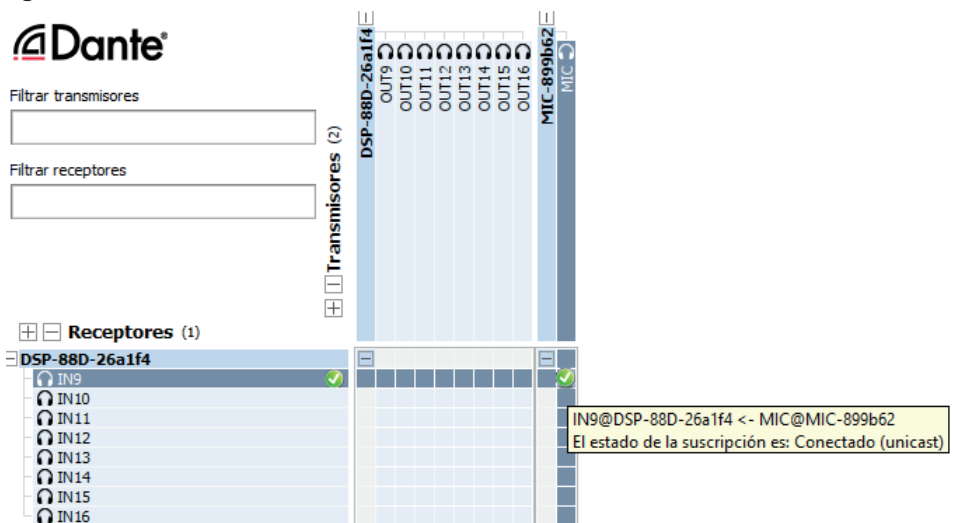 Dante®
Filtrar transmisores
Filtrar receptores
Transmisores (2)
DSP-88D-26a1f4
OUT9
OUT10
OUT11
OUT12
OUT13
OUT14
OUT15
OUT16
MIC-899b62
MIC
Receptores (1)
DSP-88D-26a1f4
IN9
IN10
IN11
IN12
IN13
IN14
IN15
IN16
IN9@DSP-88D-26a1f4 <- MIC@MIC-899b62
El estado de la suscripción es: Conectado (unicast)